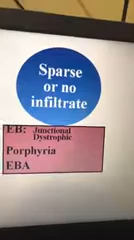 Sparse
or no
infiltrate
EB: Junctional
Dystrophic
Porphyria
EBA